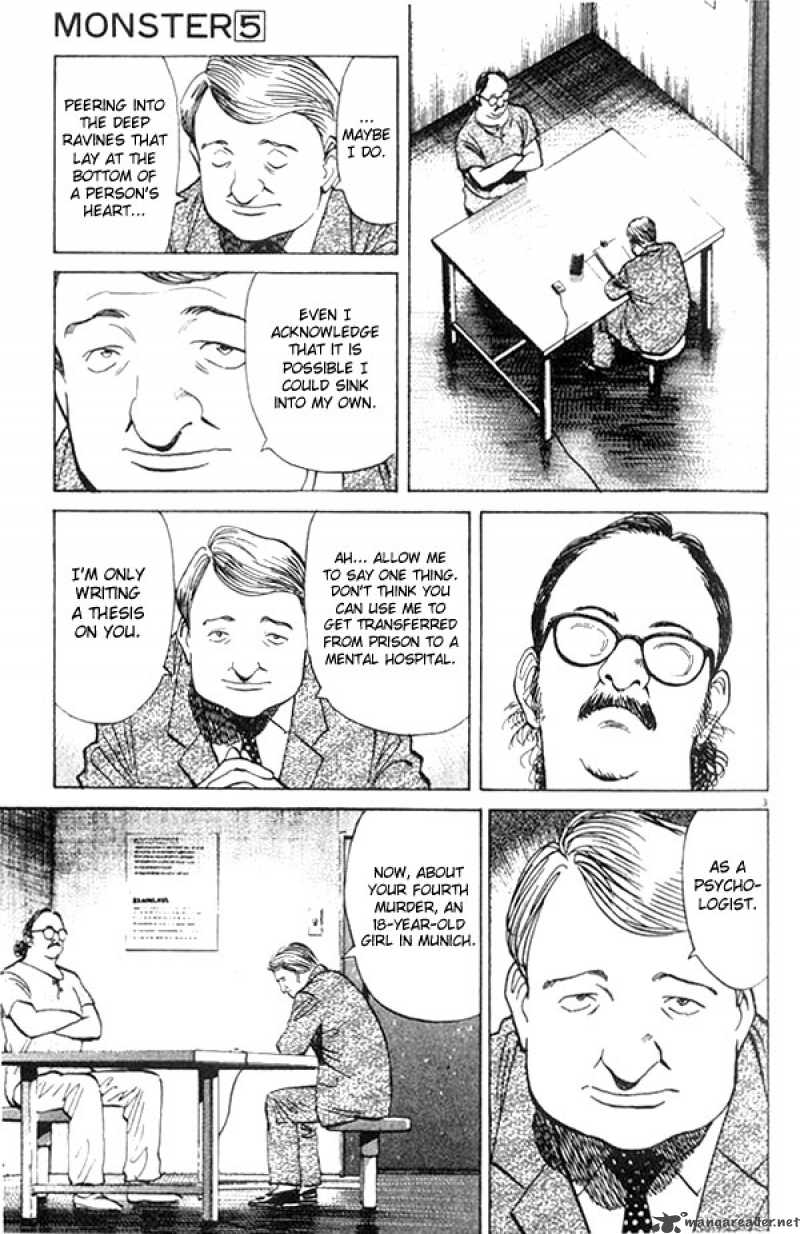 MONSTER 5
...
MAYBE
I DO.
PEERING INTO
THE DEEP
RAVINES THAT
LAY AT THE
BOTTOM OF
A PERSON'S
HEART...
EVEN I
ACKNOWLEDGE
THAT IT IS
POSSIBLE I
COULD SINK
INTO MY OWN.
AH... ALLOW ME
TO SAY ONE THING.
DON'T THINK YOU
CAN USE ME TO
GET TRANSFERRED
FROM PRISON TO A
MENTAL HOSPITAL.
I'M ONLY
WRITING
A THESIS
ON YOU.
3
AS A
PSYCHO-
LOGIST.
NOW, ABOUT
YOUR FOURTH
MURDER, AN
18-YEAR-OLD
GIRL IN MUNICH.
mangareader.net